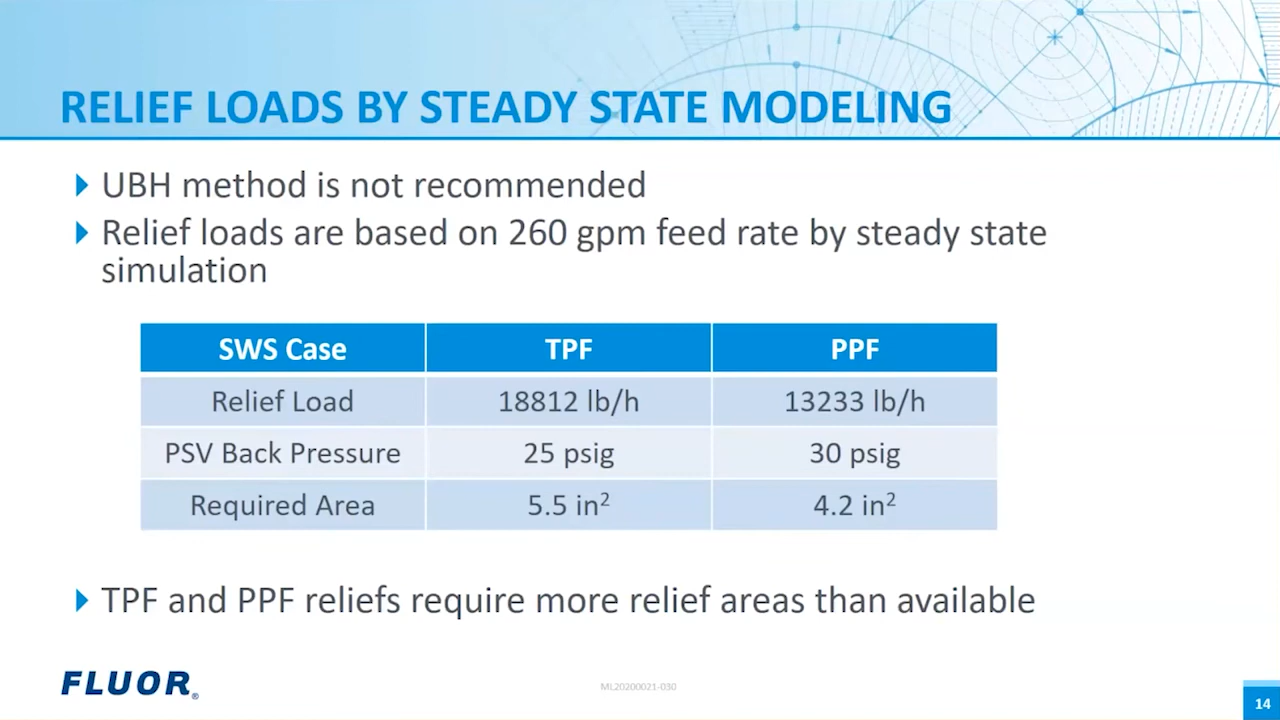 RELIEF LOADS BY STEADY STATE MODELING
UBH method is not recommended
Relief loads are based on 260 gpm feed rate by steady state
simulation
SWS Case TPF PPF
Relief Load 18812 lb/h 13233 lb/h
PSV Back Pressure 25 psig 30 psig
Required Area 5.5 in² 4.2 in²
TPF and PPF reliefs require more relief areas than available
FLUOR®
ML20200021-030
14